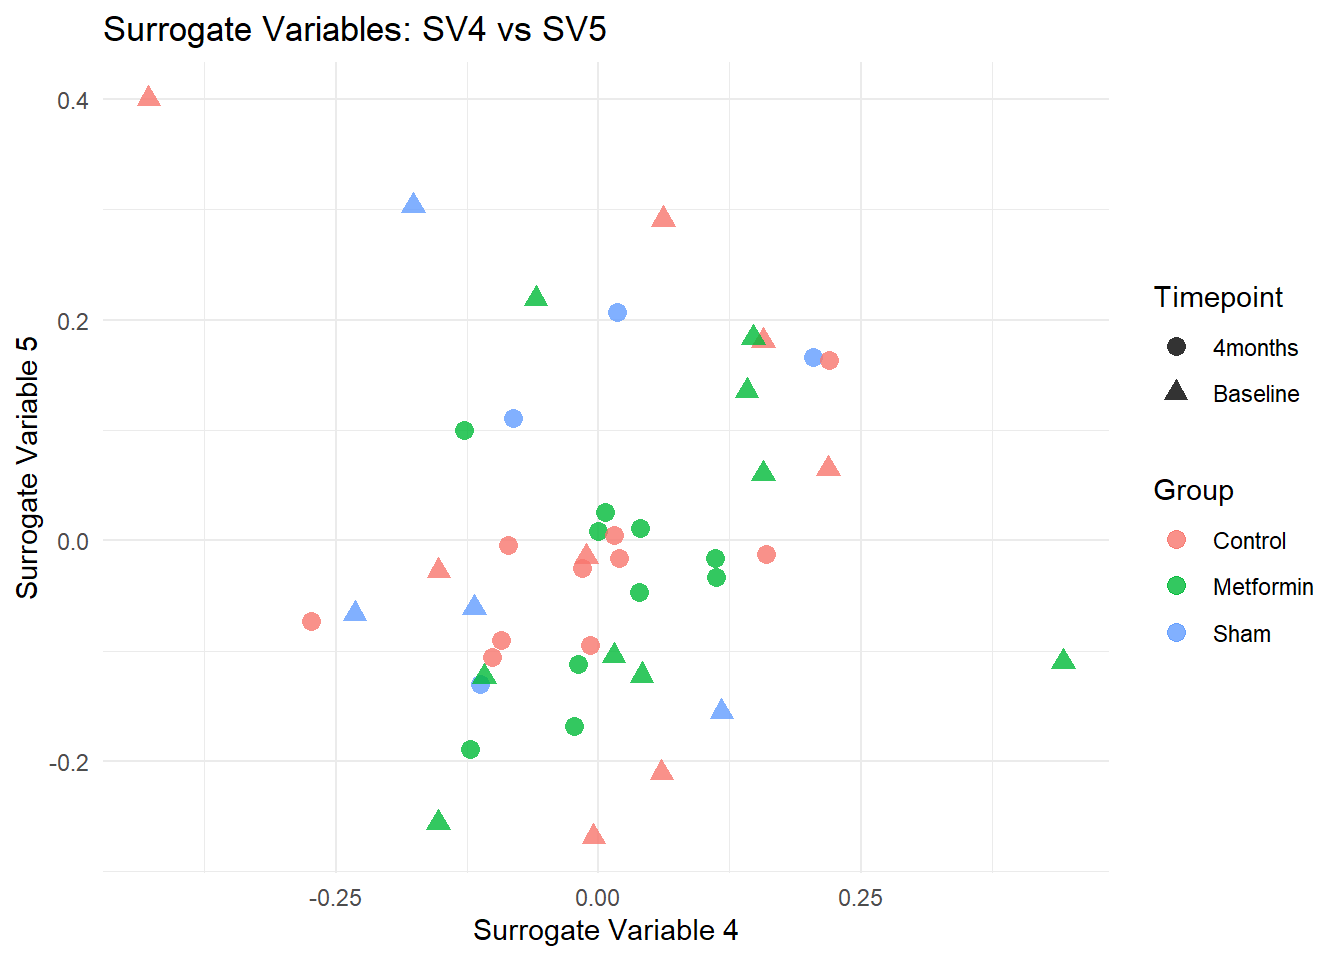 Surrogate Variables: SV4 vs SV5
0.4
0.2
0.0
-0.2
Surrogate Variable 5
-0.25
0.00
0.25
Surrogate Variable 4
Timepoint
4months
Baseline
Group
Control
Metformin
Sham